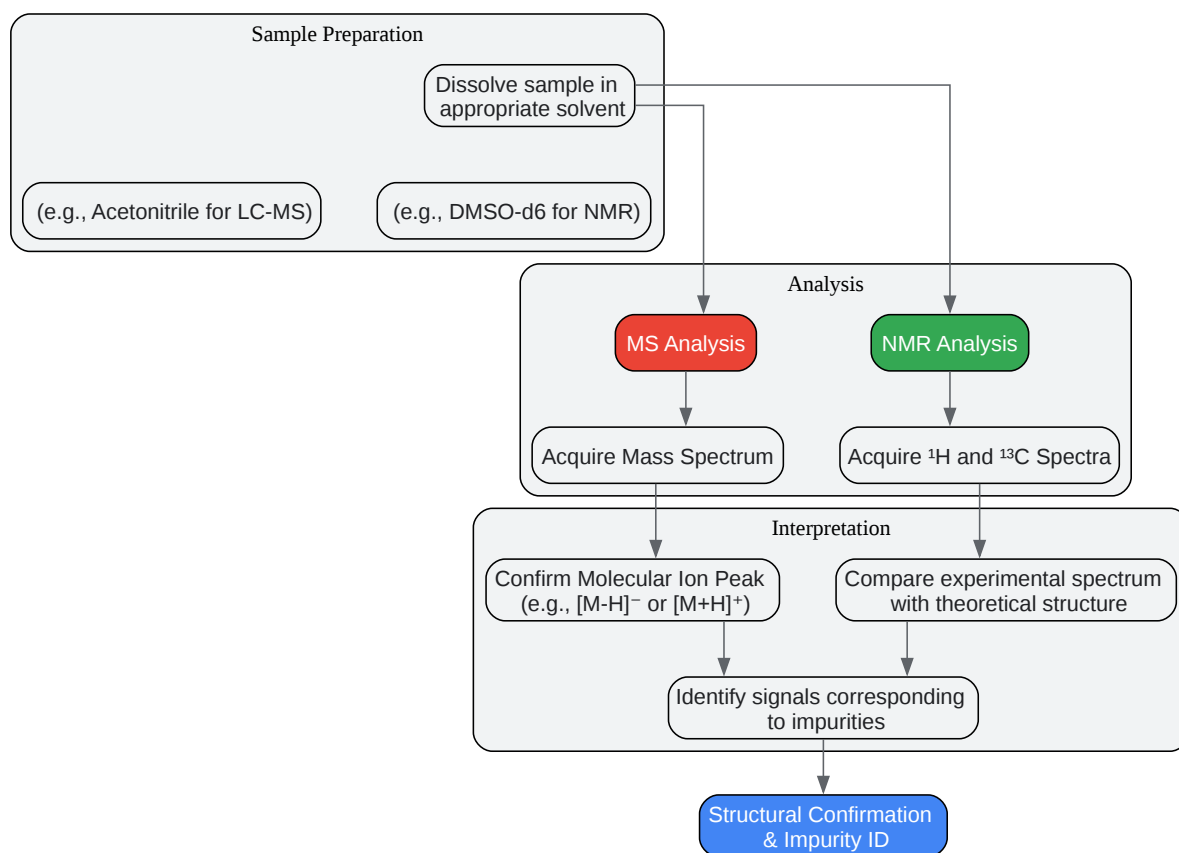 Sample Preparation
Dissolve sample in
appropriate solvent
(e.g., Acetonitrile for LC-MS)
(e.g., DMSO-d6 for NMR)
Analysis
MS Analysis
NMR Analysis
Acquire Mass Spectrum
Acquire ¹H and ¹³C Spectra
Interpretation
Confirm Molecular Ion Peak
(e.g., [M-H]⁻ or [M+H]⁺)
Compare experimental spectrum
with theoretical structure
Identify signals corresponding
to impurities
Structural Confirmation
& Impurity ID